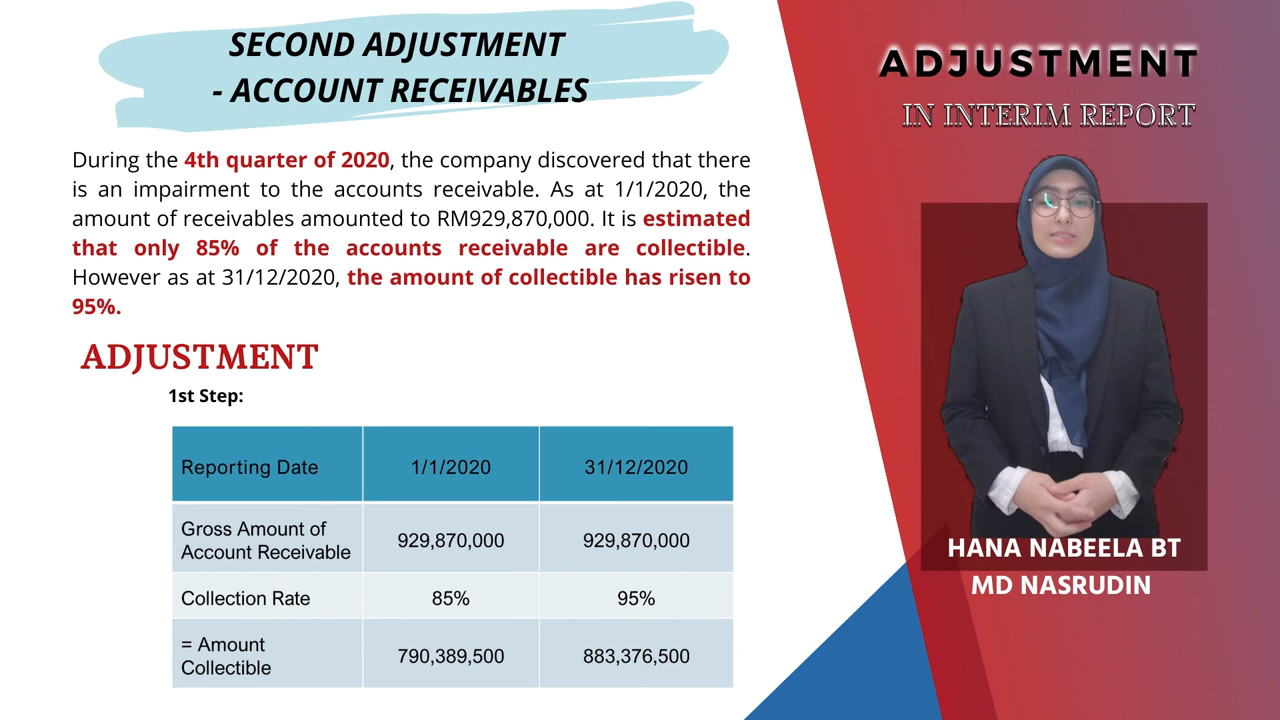 SECOND ADJUSTMENT
- ACCOUNT RECEIVABLES
During the 4th quarter of 2020, the company discovered that there
is an impairment to the accounts receivable. As at 1/1/2020, the
amount of receivables amounted to RM929,870,000. It is estimated
that only 85% of the accounts receivable are collectible.
However as at 31/12/2020, the amount of collectible has risen to
95%.
ADJUSTMENT
1st Step:
Reporting Date 1/1/2020 31/12/2020
Gross Amount of
Account Receivable 929,870,000 929,870,000
Collection Rate 85% 95%
= Amount
Collectible 790,389,500 883,376,500
ADJUSTMENT
IN INTERIM REPORT
HANA NABEELA BT
MD NASRUDIN